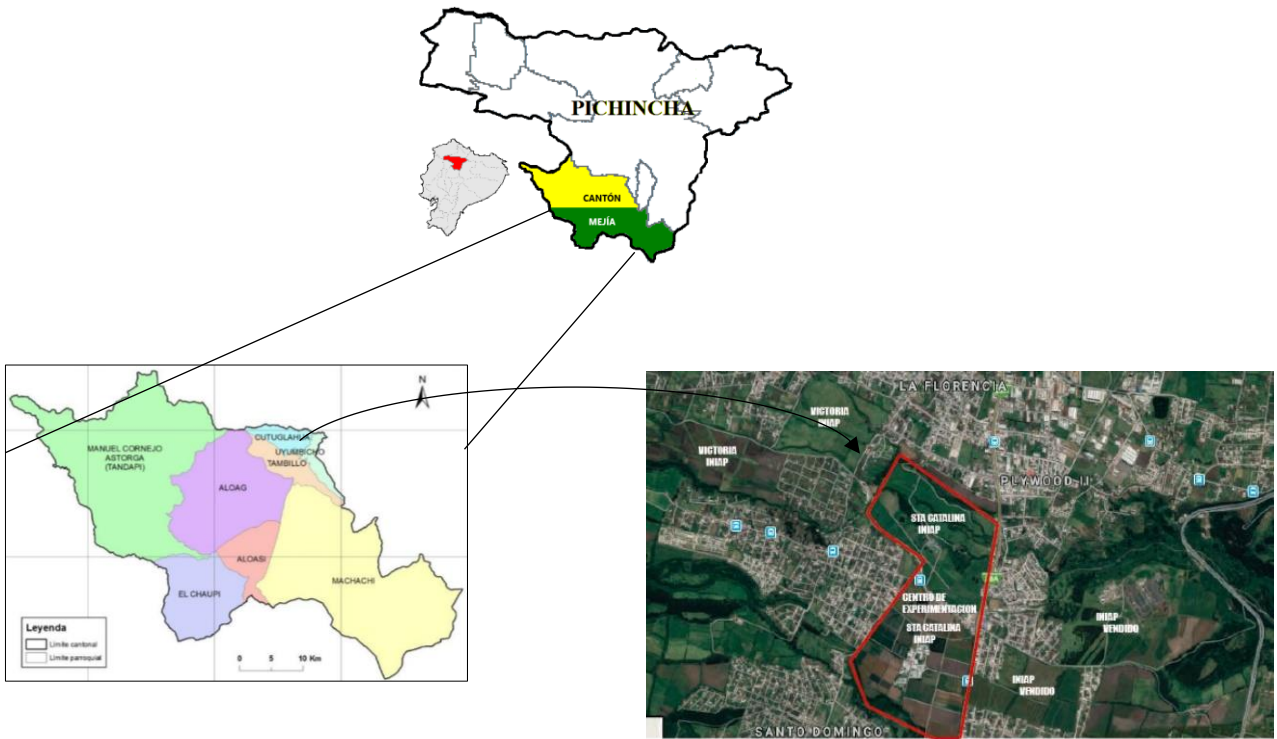 PICHINCHA
CANTÓN
MEJÍA
N
MANUEL CORNEJO
ASTORGA
(TANDAPI)
CUTUGLAHUA
UYUMBICHO
TAMBILLO
ALOAG
ALOASI
MACHACHI
EL CHAUPI
Leyenda
Límite cantonal
Límite parroquial
0 5 10 Km
LA FLORENCIA
VICTORIA
INIAP
VICTORIA
INIAP
PLYWOOD II
STA CATALINA
INIAP
CENTRO DE
EXPERIMENTACION
STA CATALINA
INIAP
INIAP
VENDIDO
INIAP
VENDIDO
SANTO DOMINGO